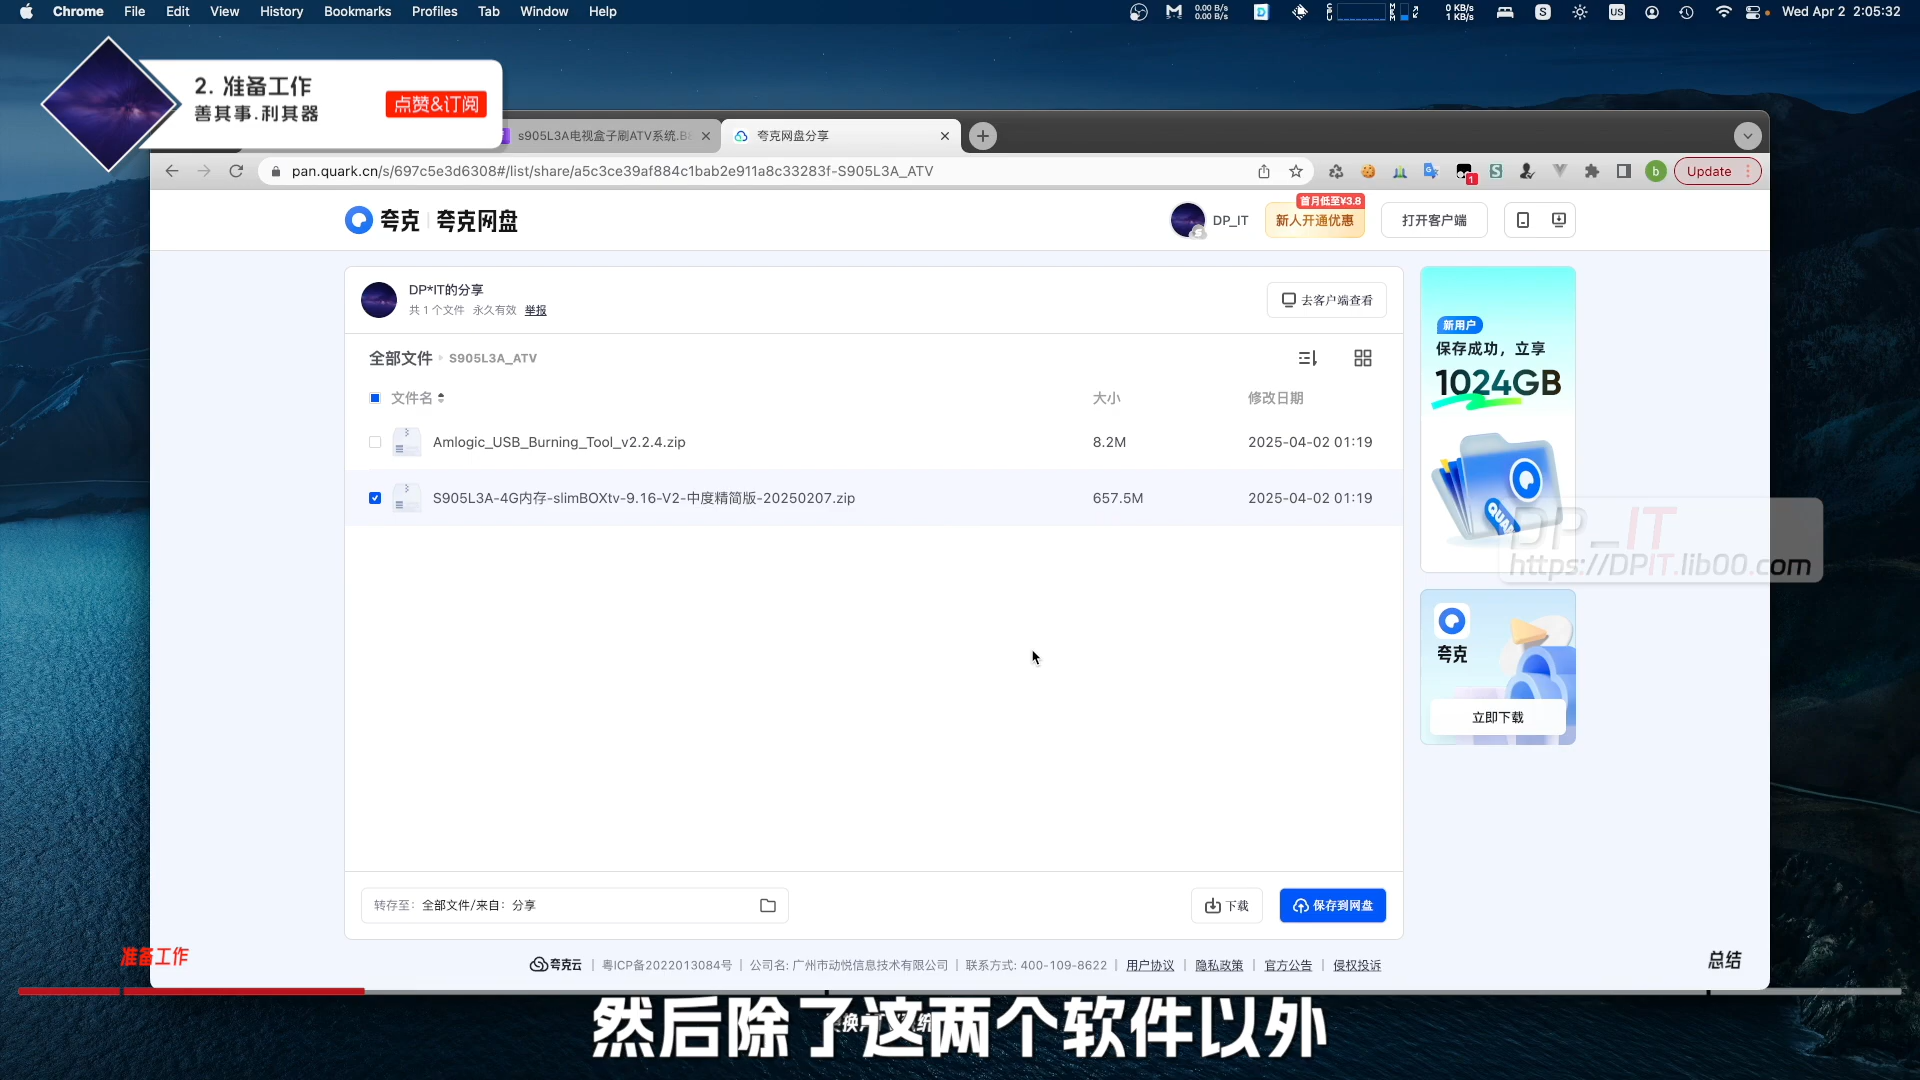 Chrome File Edit View History Bookmarks Profiles Tab Window Help
0.00 B/s
0.00 B/s
0 KB/s
1 KB/s
US
Wed Apr 2 2:05:32
2. 准备工作
善其事.利其器
点赞&订阅
s905L3A电视盒子刷ATV系统.B
夸克网盘分享
pan.quark.cn/s/697c5e3d6308#/list/share/a5c3ce39af884c1bab2e911a8c33283f-S905L3A_ATV
1
b
Update
夸克 夸克网盘
DP_IT
首月低至¥3.8
新人开通优惠
打开客户端
DP*IT的分享
共 1 个文件 永久有效 举报
去客户端查看
全部文件 S905L3A_ATV
文件名 大小 修改日期
Amlogic_USB_Burning_Tool_v2.2.4.zip 8.2M 2025-04-02 01:19
S905L3A-4G内存-slimBOXtv-9.16-V2-中度精简版-20250207.zip 657.5M 2025-04-02 01:19
新用户
保存成功，立享
1024GB
DP_IT
https://DPIT.lib00.com
夸克
立即下载
转存至：全部文件/来自：分享
下载
保存到网盘
夸克云 | 粤ICP备2022013084号 | 公司名: 广州市动悦信息技术有限公司 | 联系方式: 400-109-8622 | 用户协议 | 隐私政策 | 官方公告 | 侵权投诉
准备工作
总结
然后除了这两个软件以外